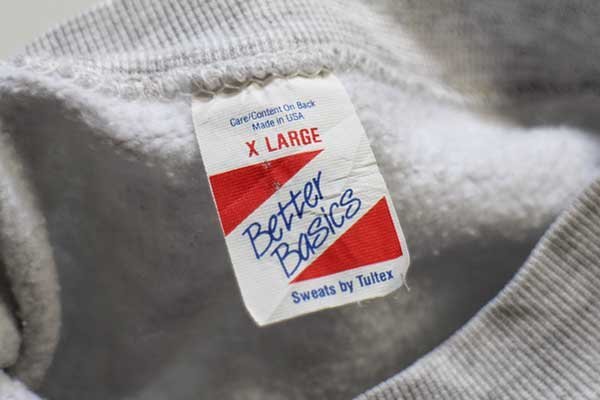 Care/Content On Back
Made in USA
X LARGE
Better
Basics
Sweats by Tultex